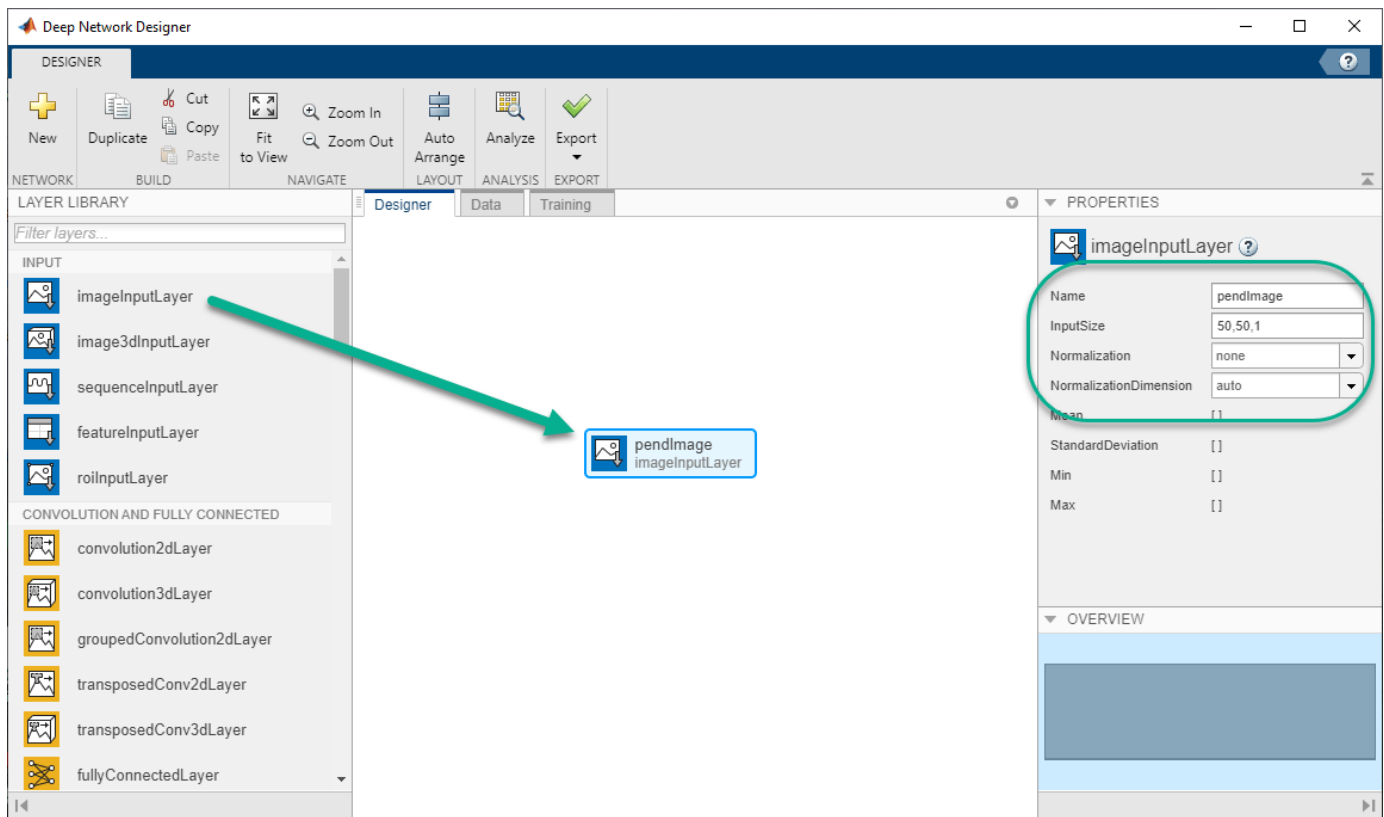 Deep Network Designer
DESIGNER
?
New
Duplicate
Cut
Copy
Paste
Fit
to View
Zoom In
Zoom Out
Auto
Arrange
Analyze
Export
NETWORK
BUILD
NAVIGATE
LAYOUT
ANALYSIS
EXPORT
LAYER LIBRARY
Filter layers...
INPUT
imageInputLayer
image3dInputLayer
sequenceInputLayer
featureInputLayer
roiInputLayer
CONVOLUTION AND FULLY CONNECTED
convolution2dLayer
convolution3dLayer
groupedConvolution2dLayer
transposedConv2dLayer
transposedConv3dLayer
fullyConnectedLayer
Designer
Data
Training
pendImage
imageInputLayer
PROPERTIES
imageInputLayer ?
Name pendImage
InputSize 50,50,1
Normalization none
NormalizationDimension auto
Mean []
StandardDeviation []
Min []
Max []
OVERVIEW